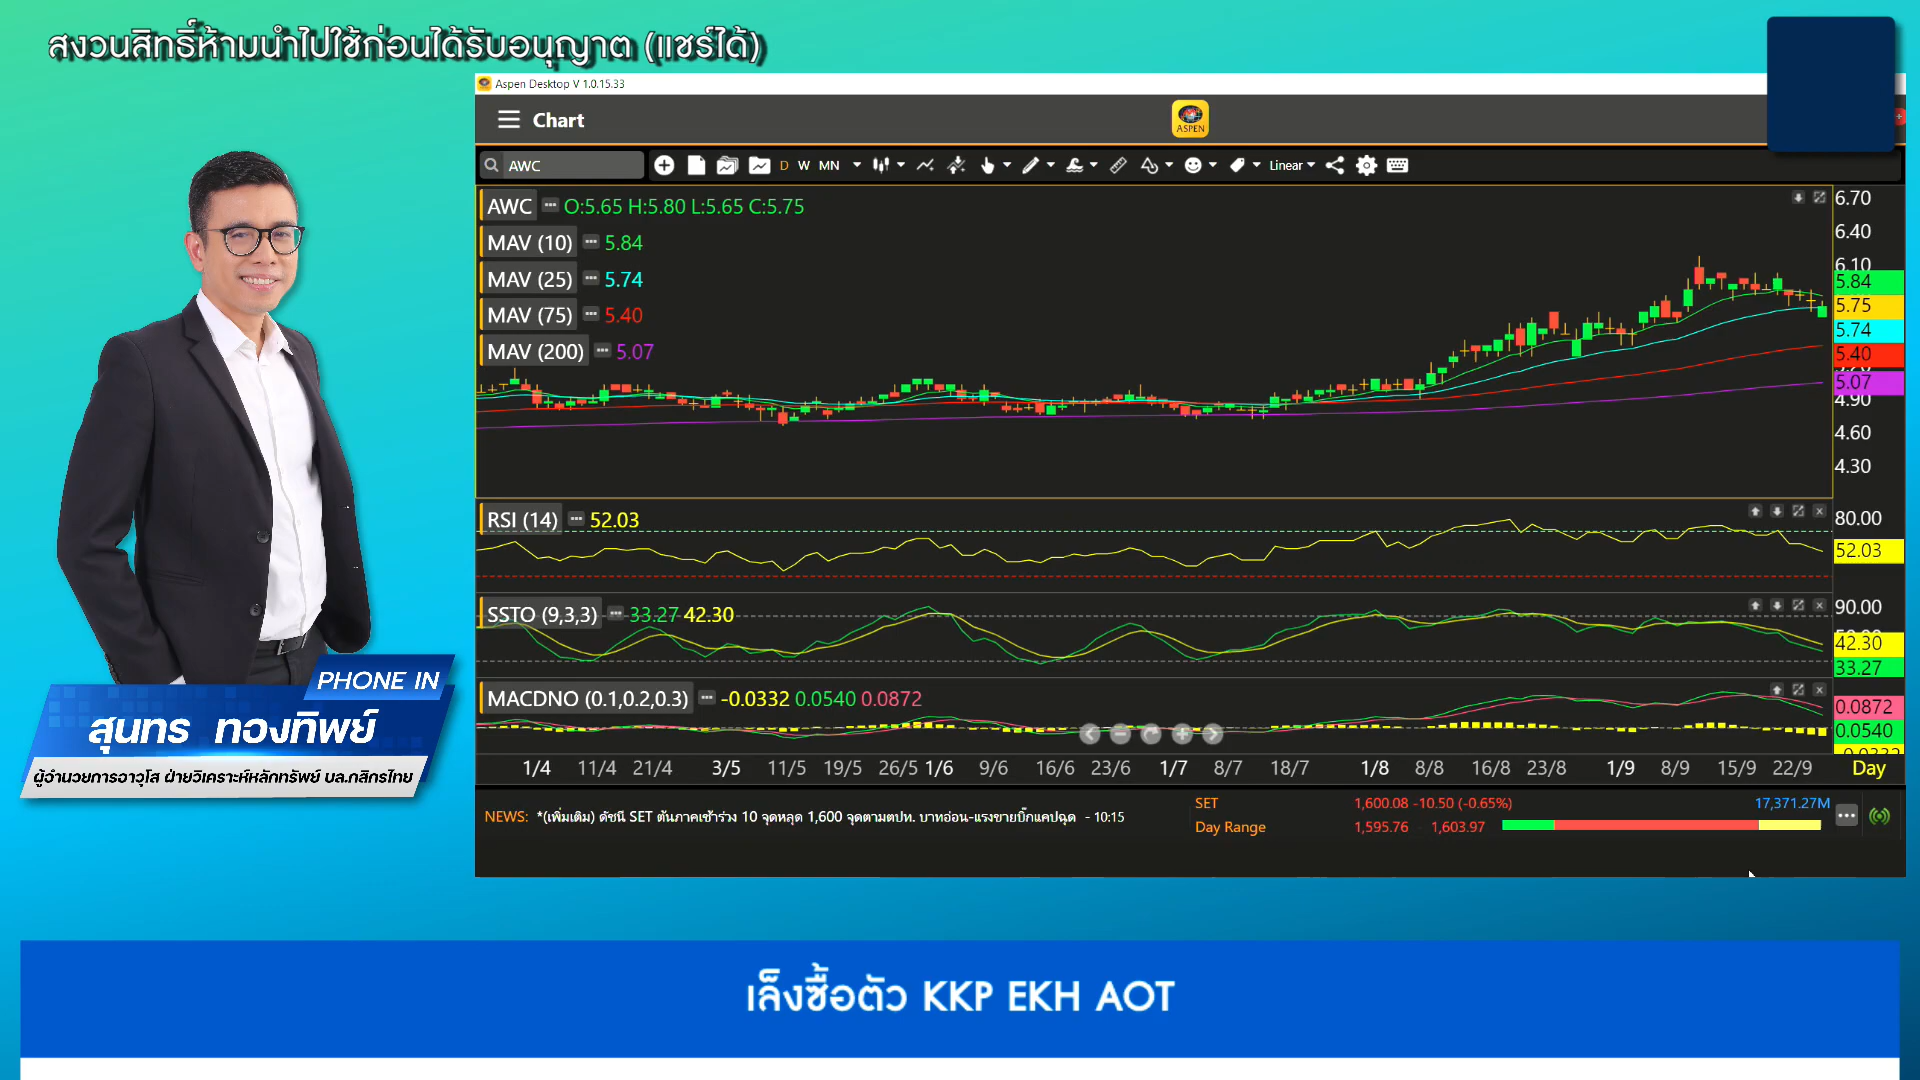 สงวนสิทธิ์ห้ามนำไปใช้ก่อนได้รับอนุญาต (แชร์ได้)
Aspen Desktop V 1.0.15.33
Chart
ASPEN
AWC
D W MN
Linear
AWC O:5.65 H:5.80 L:5.65 C:5.75
MAV (10) 5.84
MAV (25) 5.74
MAV (75) 5.40
MAV (200) 5.07
6.70
6.40
6.10
5.84
5.75
5.74
5.40
5.07
4.90
4.60
4.30
RSI (14) 52.03
80.00
52.03
SSTO (9,3,3) 33.27 42.30
90.00
42.30
33.27
MACDNO (0.1,0.2,0.3) -0.0332 0.0540 0.0872
0.0872
0.0540
-0.0332
1/4 11/4 21/4 3/5 11/5 19/5 26/5 1/6 9/6 16/6 23/6 1/7 8/7 18/7 1/8 8/8 16/8 23/8 1/9 8/9 15/9 22/9 Day
NEWS: *(เพิ่มเติม) ดัชนี SET ต้นภาคเช้าร่วง 10 จุดหลุด 1,600 จุดตามตปท. บาทอ่อน-แรงขายบิ๊กแคปฉุด - 10:15
SET 1,600.08 -10.50 (-0.65%) 17,371.27M
Day Range 1,595.76 - 1,603.97
PHONE IN
สุนทร ทองทิพย์
ผู้อำนวยการอาวุโส ฝ่ายวิเคราะห์หลักทรัพย์ บล.กสิกรไทย
เล็งซื้อตัว KKP EKH AOT